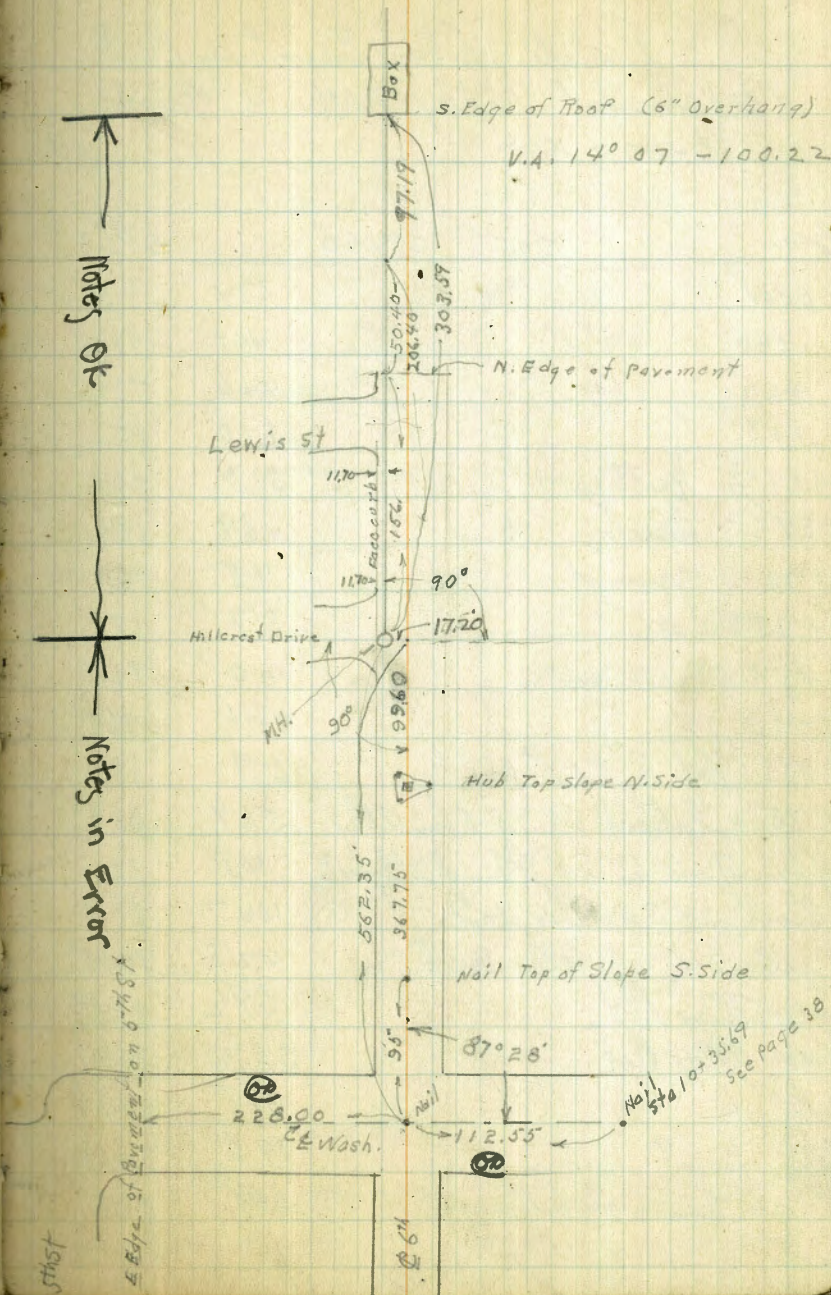 Box
S. Edge of Roof (6" Overhang)
V.A. 14° 07 - 100.22
97.19
303.59
50.40
206.40
N. Edge of pavement
Notes Ok
Lewis St
11.70
Face curb
156.
11.70
90°
17.20
Hillcrest Drive
M.H.
90°
99.60
Hub Top Slope N. Side
Notes in Error
562.35'
367.75
Nail Top of Slope S. Side
95
87° 28'
Nail
Sta 10+35.69
See page 38
Nail
228.00
112.55
Wash.
E Edge of Pavement on 5th St
5th St